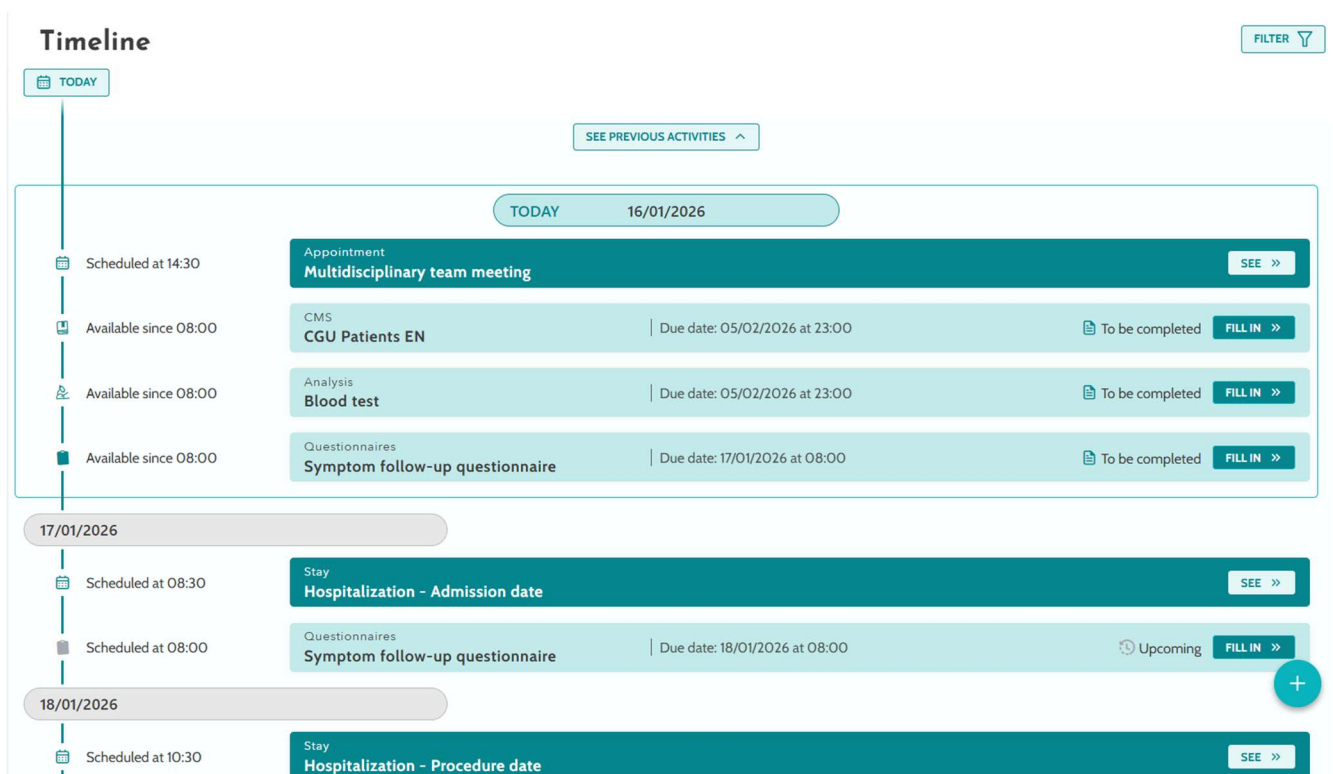 Timeline
FILTER
TODAY
SEE PREVIOUS ACTIVITIES
TODAY 16/01/2026
Scheduled at 14:30
Appointment
Multidisciplinary team meeting
SEE »
Available since 08:00
CMS
CGU Patients EN
Due date: 05/02/2026 at 23:00
To be completed
FILL IN »
Available since 08:00
Analysis
Blood test
Due date: 05/02/2026 at 23:00
To be completed
FILL IN »
Available since 08:00
Questionnaires
Symptom follow-up questionnaire
Due date: 17/01/2026 at 08:00
To be completed
FILL IN »
17/01/2026
Scheduled at 08:30
Stay
Hospitalization - Admission date
SEE »
Scheduled at 08:00
Questionnaires
Symptom follow-up questionnaire
Due date: 18/01/2026 at 08:00
Upcoming
FILL IN »
18/01/2026
Scheduled at 10:30
Stay
Hospitalization - Procedure date
SEE »